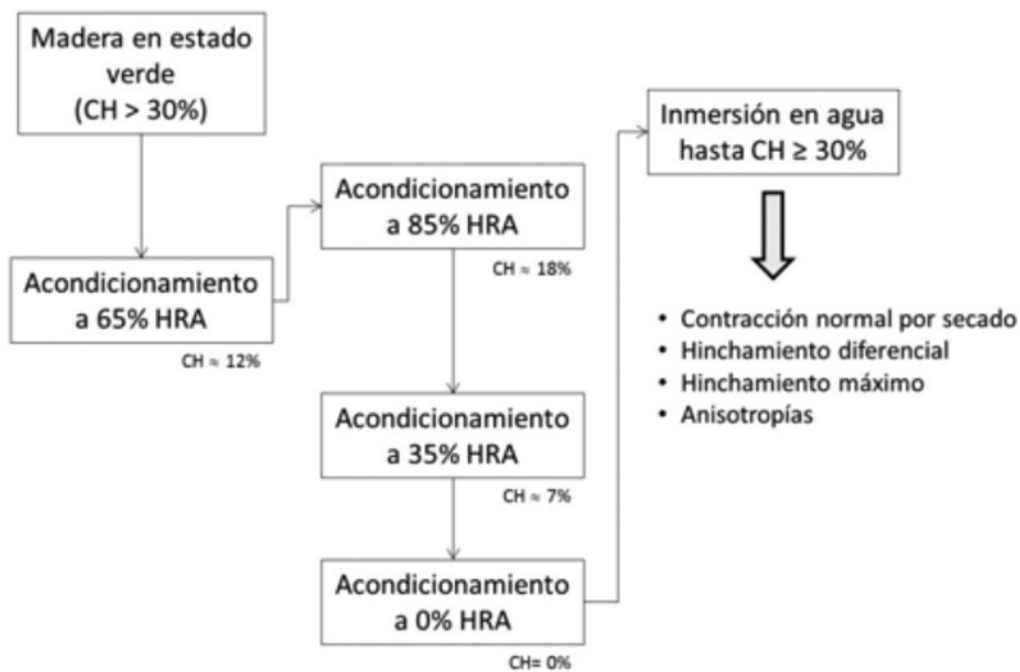 Madera en estado
verde
(CH > 30%)
Acondicionamiento
a 65% HRA
CH ≈ 12%
Acondicionamiento
a 85% HRA
CH ≈ 18%
Acondicionamiento
a 35% HRA
CH ≈ 7%
Acondicionamiento
a 0% HRA
CH= 0%
Inmersión en agua
hasta CH ≥ 30%
• Contracción normal por secado
• Hinchamiento diferencial
• Hinchamiento máximo
• Anisotropías